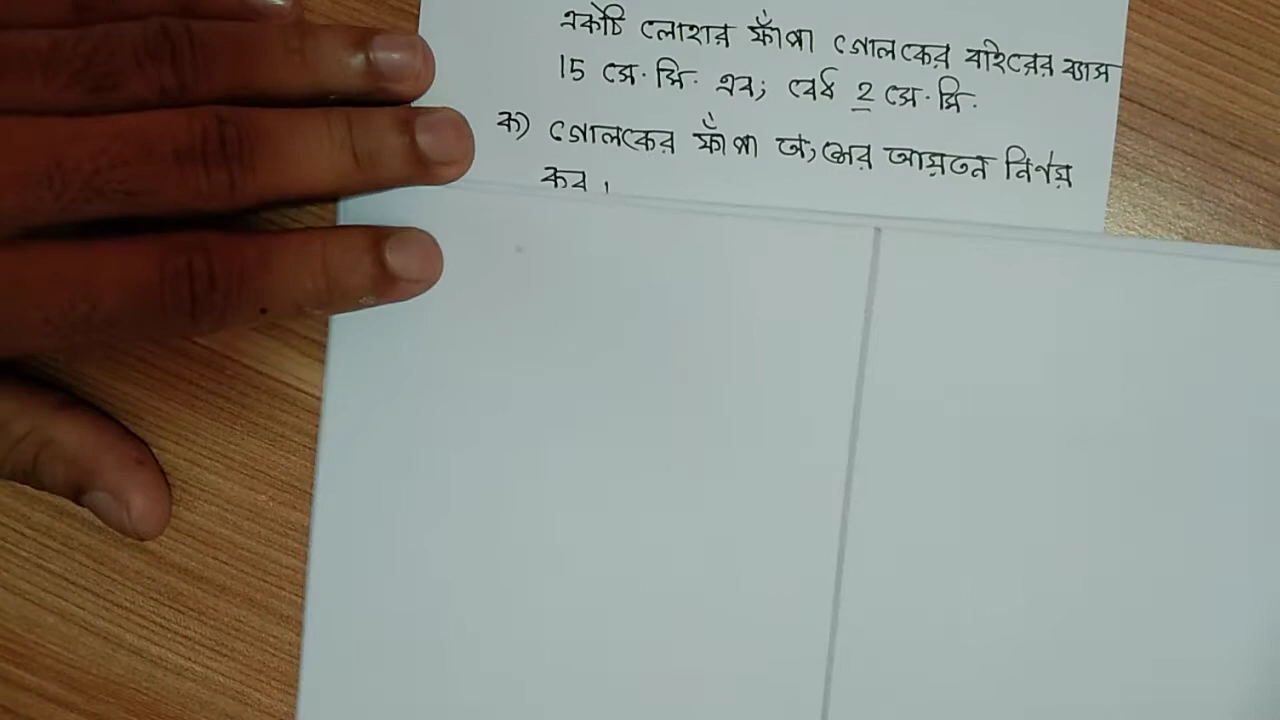 একটি লোহার ফাঁপা গোলকের বাইরের ব্যাস
15 সে.মি. এবং বেধ 2 সে.মি.
ক) গোলকের ফাঁপা অংশের আয়তন নির্ণয়
কর।